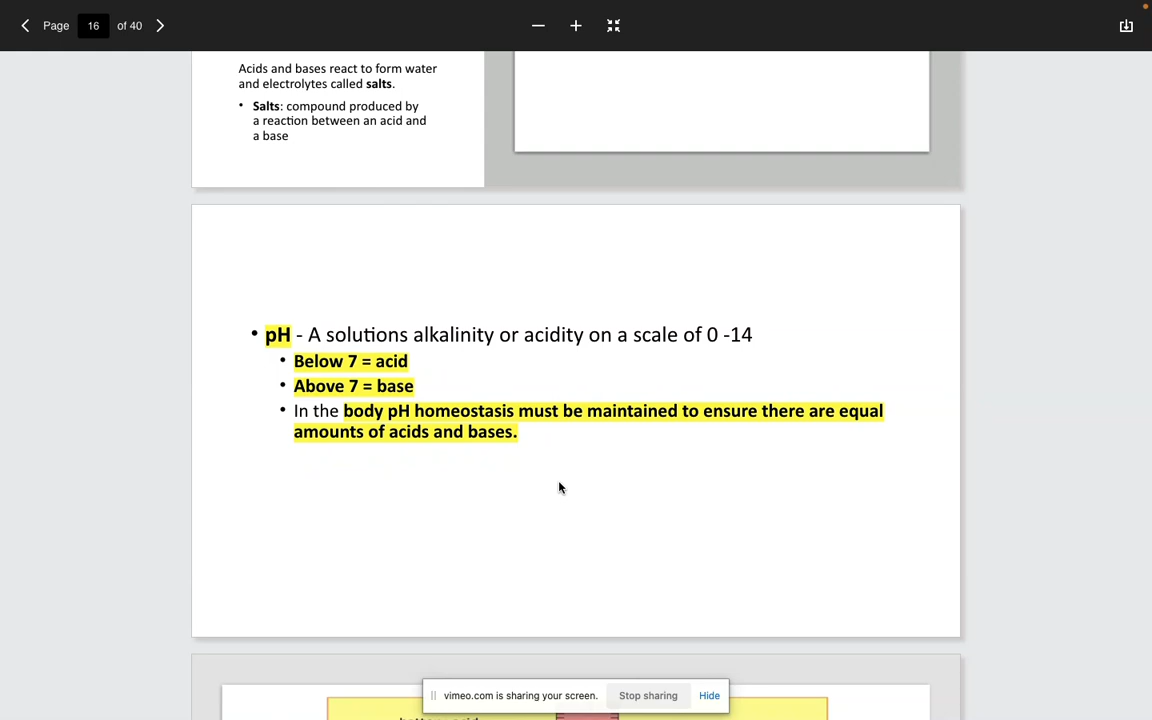 Page 16 of 40
Acids and bases react to form water
and electrolytes called salts.
• Salts: compound produced by
a reaction between an acid and
a base
• pH - A solutions alkalinity or acidity on a scale of 0 -14
• Below 7 = acid
• Above 7 = base
• In the body pH homeostasis must be maintained to ensure there are equal
amounts of acids and bases.
vimeo.com is sharing your screen. Stop sharing Hide